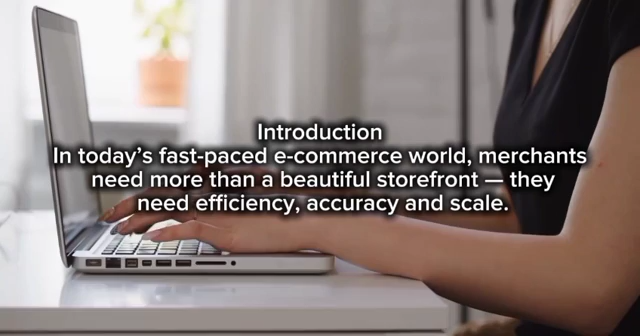 Introduction
In today’s fast-paced e-commerce world, merchants
need more than a beautiful storefront — they
need efficiency, accuracy and scale.